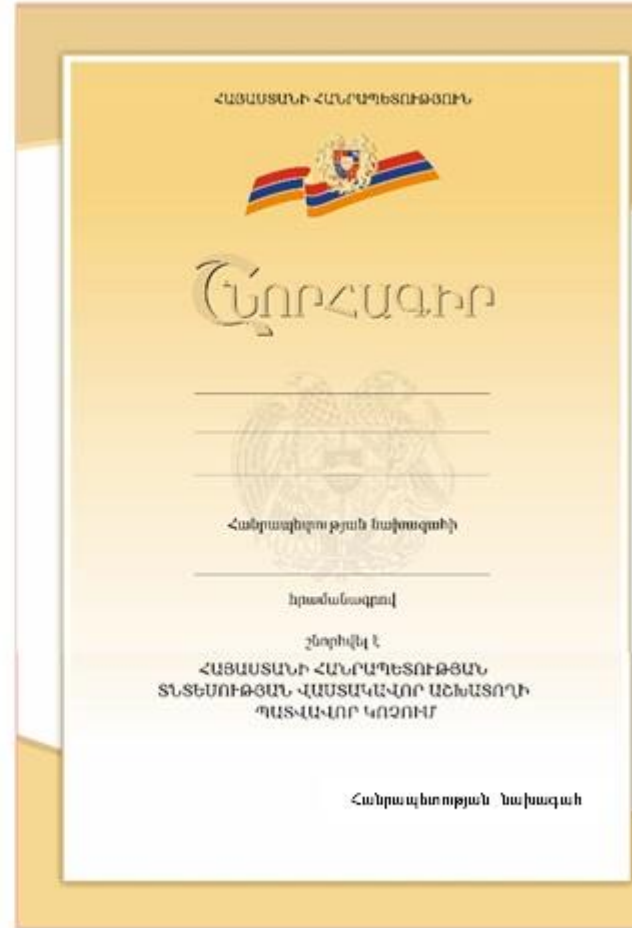 ՀԱՅԱՍՏԱՆԻ ՀԱՆՐԱՊԵՏՈՒԹՅՈՒՆ
ՇՆՈՐՀԱԳԻՐ
Հանրապետության նախագահի
հրամանագրով
շնորհվել է
ՀԱՅԱՍՏԱՆԻ ՀԱՆՐԱՊԵՏՈՒԹՅԱՆ
ՏՆՏԵՍՈՒԹՅԱՆ ՎԱՍՏԱԿԱՎՈՐ ԱՇԽԱՏՈՂԻ
ՊԱՏՎԱՎՈՐ ԿՈՉՈՒՄ
Հանրապետության նախագահ